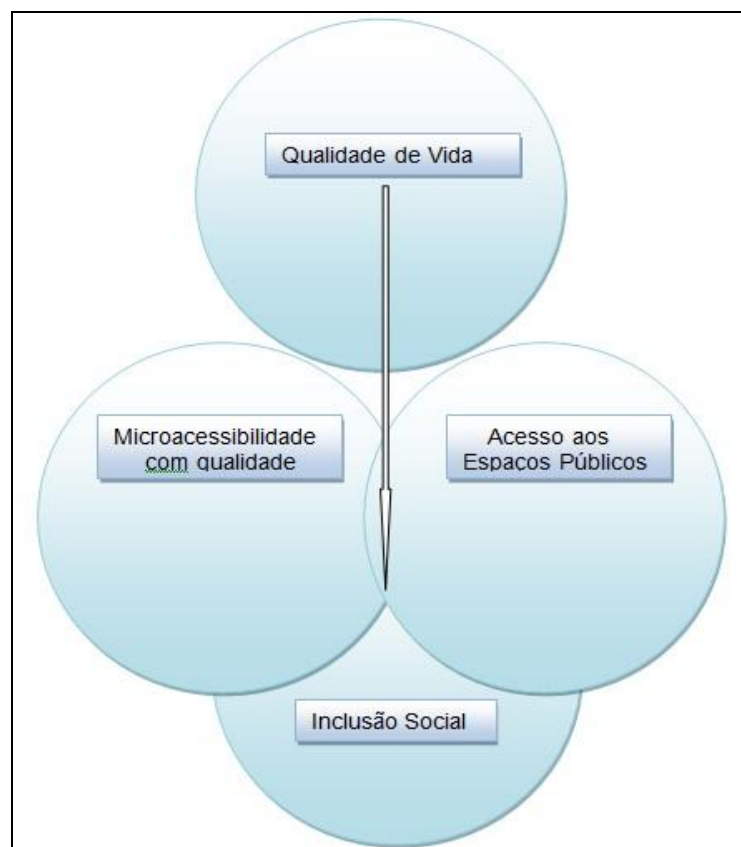 Qualidade de Vida
Microacessibilidade
com qualidade
Acesso aos
Espaços Públicos
Inclusão Social